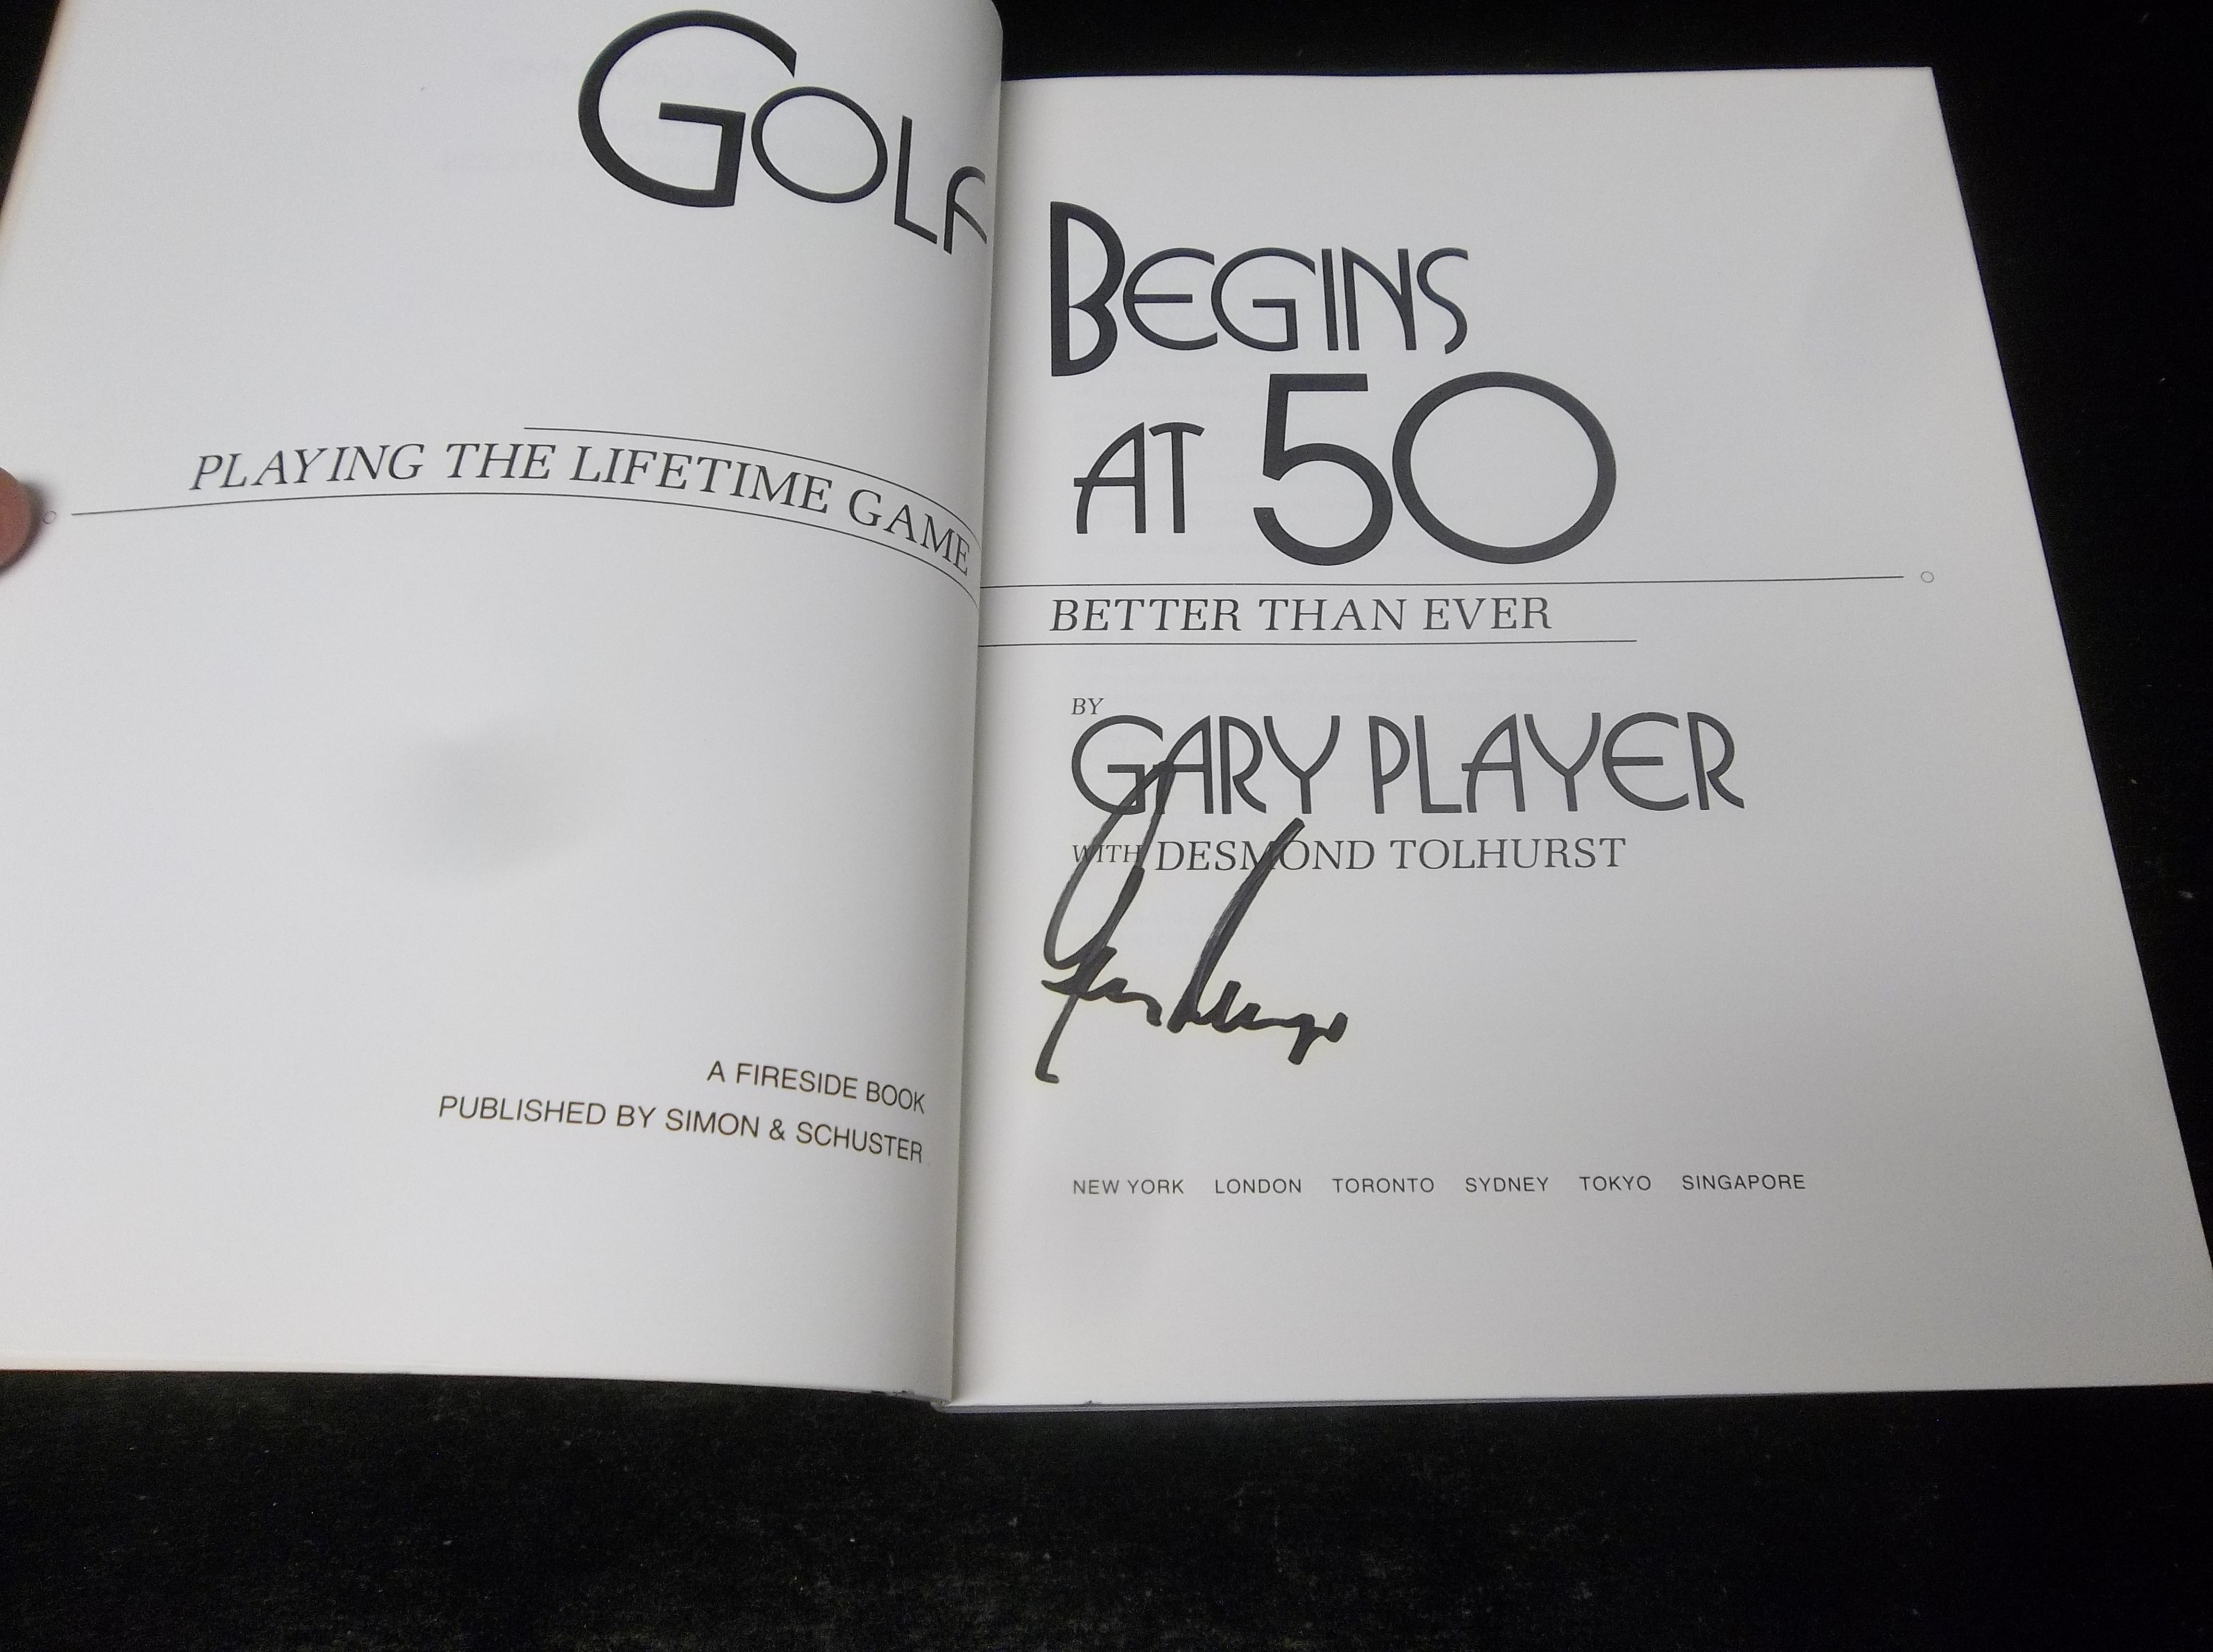 GOLF
BEGINS
AT 50
PLAYING THE LIFETIME GAME
BETTER THAN EVER
BY
GARY PLAYER
WITH DESMOND TOLHURST
A FIRESIDE BOOK
PUBLISHED BY SIMON & SCHUSTER
NEW YORK LONDON TORONTO SYDNEY TOKYO SINGAPORE